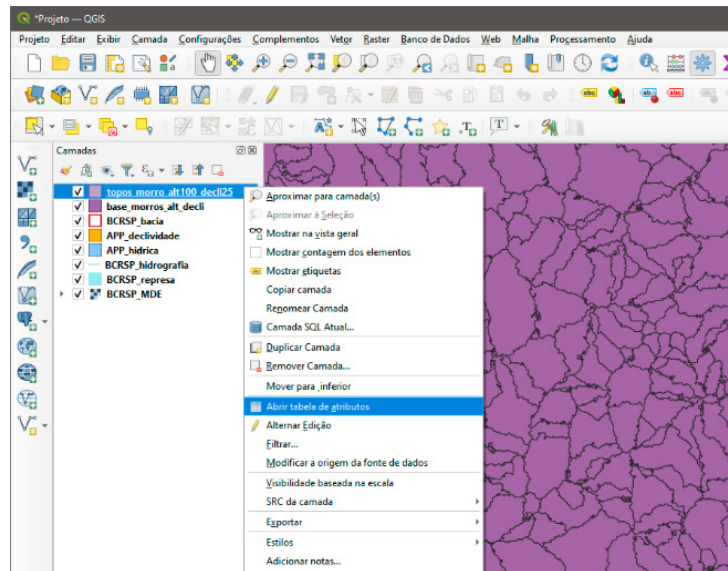 *Projeto — QGIS
Projeto Editar Exibir Camada Configurações Complementos Vetor Raster Banco de Dados Web Malha Processamento Ajuda
abc ab abc
T
Camadas
topos_morro_alt100_decli25
base_morros_alt_decli
BCRSP_bacia
APP_declividade
APP_hidrica
BCRSP_hidrografia
BCRSP_represa
BCRSP_MDE
Aproximar para camada(s)
Aproximar à Seleção
Mostrar na vista geral
Mostrar contagem dos elementos
Mostrar etiquetas
Copiar camada
Renomear Camada
Camada SQL Atual...
Duplicar Camada
Remover Camada...
Mover para _inferior
Abrir tabela de atributos
Alternar Edição
Filtrar...
Modificar a origem da fonte de dados
Visibilidade baseada na escala
SRC da camada
Exportar
Estilos
Adicionar notas...